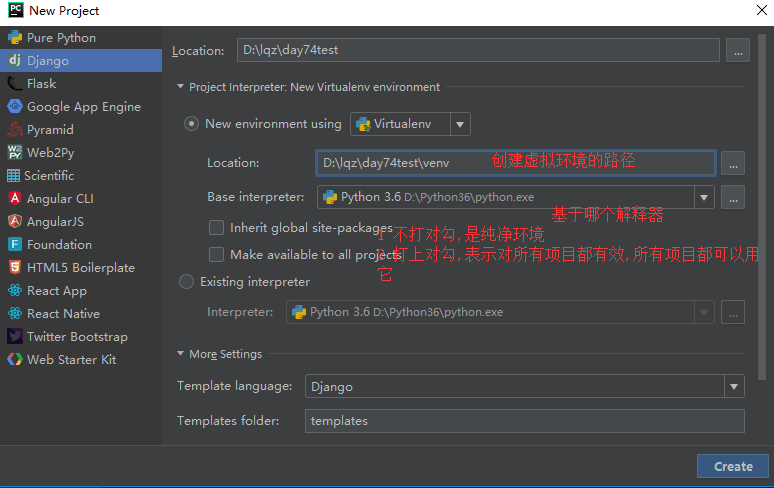 New Project
Pure Python
Django
Flask
Google App Engine
Pyramid
Web2Py
Scientific
Angular CLI
AngularJS
Foundation
HTML5 Boilerplate
React App
React Native
Twitter Bootstrap
Web Starter Kit
Location: D:\lqz\day74test ...
Project Interpreter: New Virtualenv environment
New environment using Virtualenv
Location: D:\lqz\day74test\venv 创建虚拟环境的路径 ...
Base interpreter: Python 3.6 D:\Python36\python.exe ...
基于哪个解释器
Inherit global site-packages
1 不打对勾,是纯净环境
Make available to all projects
2 打上对勾,表示对所有项目都有效,所有项目都可以用
它
Existing interpreter
Interpreter: Python 3.6 D:\Python36\python.exe ...
More Settings
Template language: Django
Templates folder: templates
Create